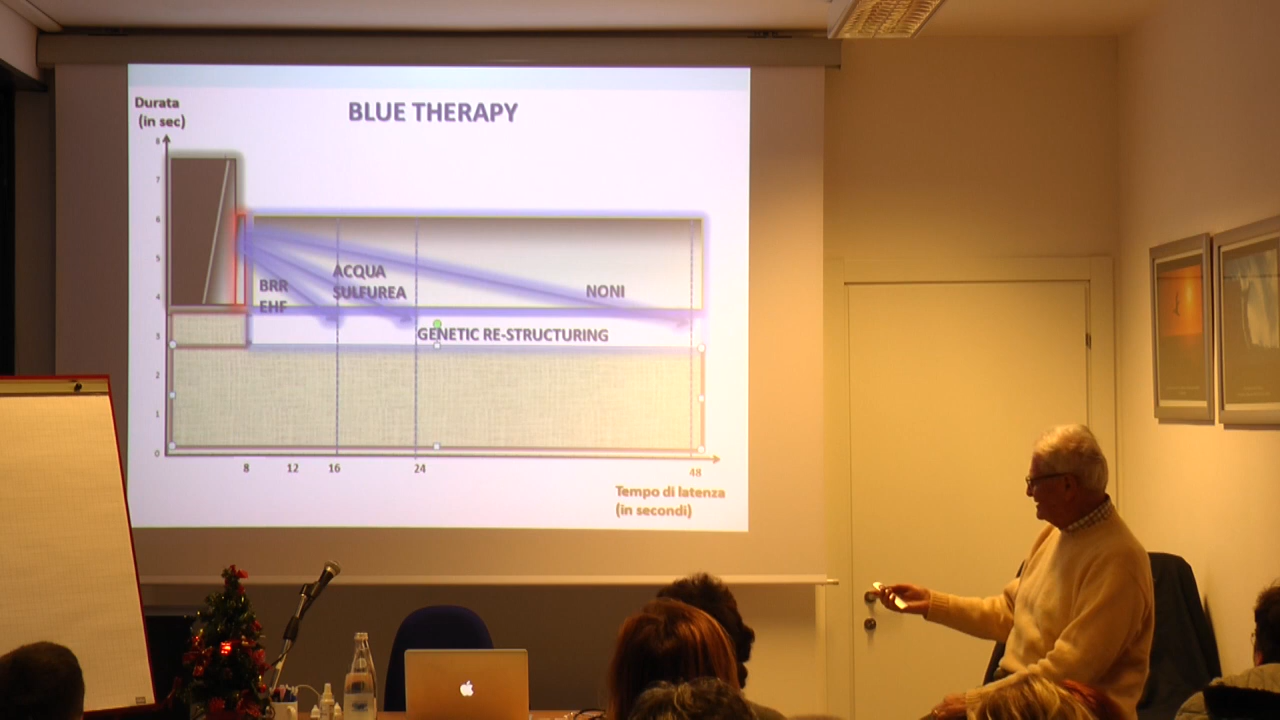 Durata
(in sec)
BLUE THERAPY
8
7
6
5
4
3
2
1
0
BRR
EHF
ACQUA
SULFUREA
NONI
GENETIC RE-STRUCTURING
8 12 16 24 48
Tempo di latenza
(in secondi)